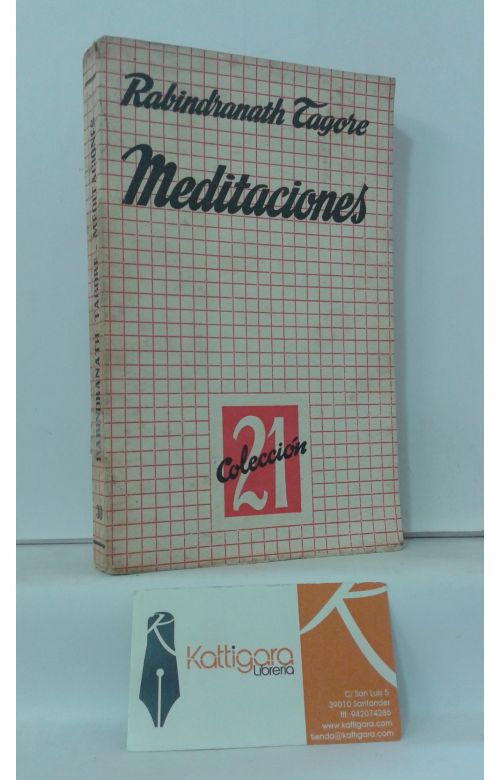 Rabindranath Tagore
Meditaciones
21
Colección
RABINDRANATH TAGORE - MEDITACIONES
R
Kattigara
Librería
R
C/ San Luis 5
39010 Santander
tlf: 942074286
www.kattigara.com
tienda@kattigara.com